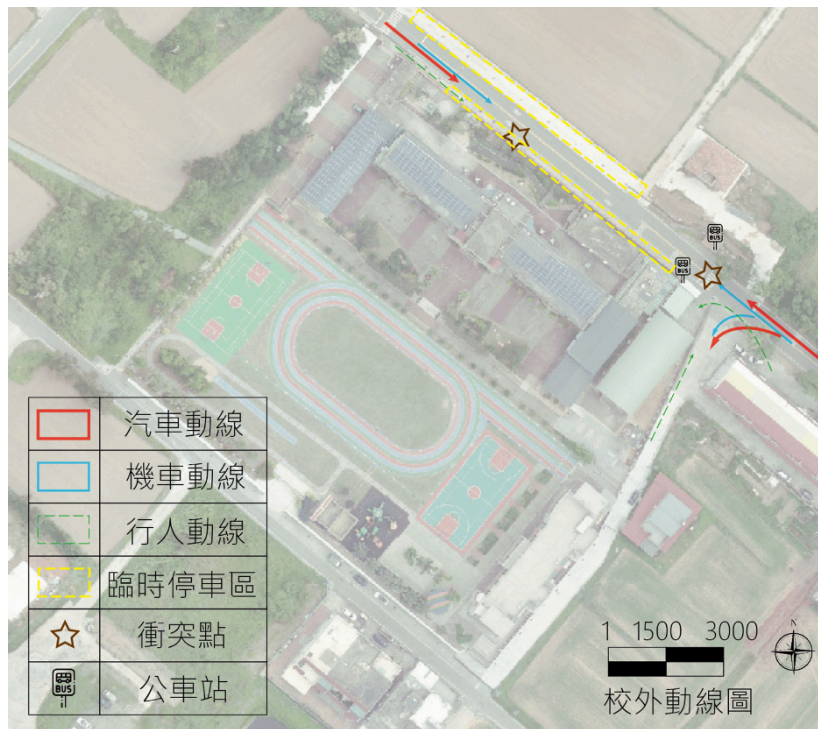 BUS
BUS
汽車動線
機車動線
行人動線
臨時停車區
衝突點
BUS
公車站
1 1500 3000
N
校外動線圖